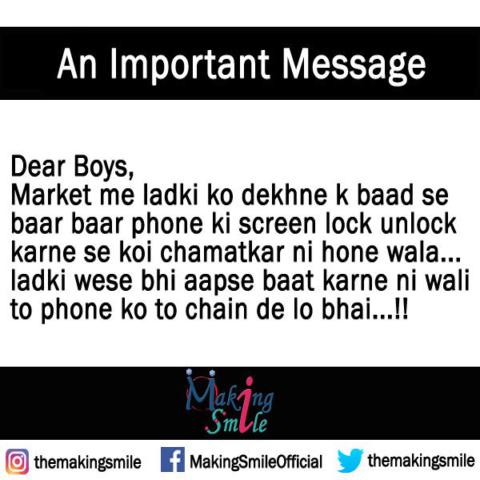 An Important Message
Dear Boys,
Market me ladki ko dekhne k baad se
baar baar phone ki screen lock unlock
karne se koi chamatkar ni hone wala...
ladki wese bhi aapse baat karne ni wali
to phone ko to chain de lo bhai...!!
Making
Smile
themakingsmile MakingSmileOfficial themakingsmile